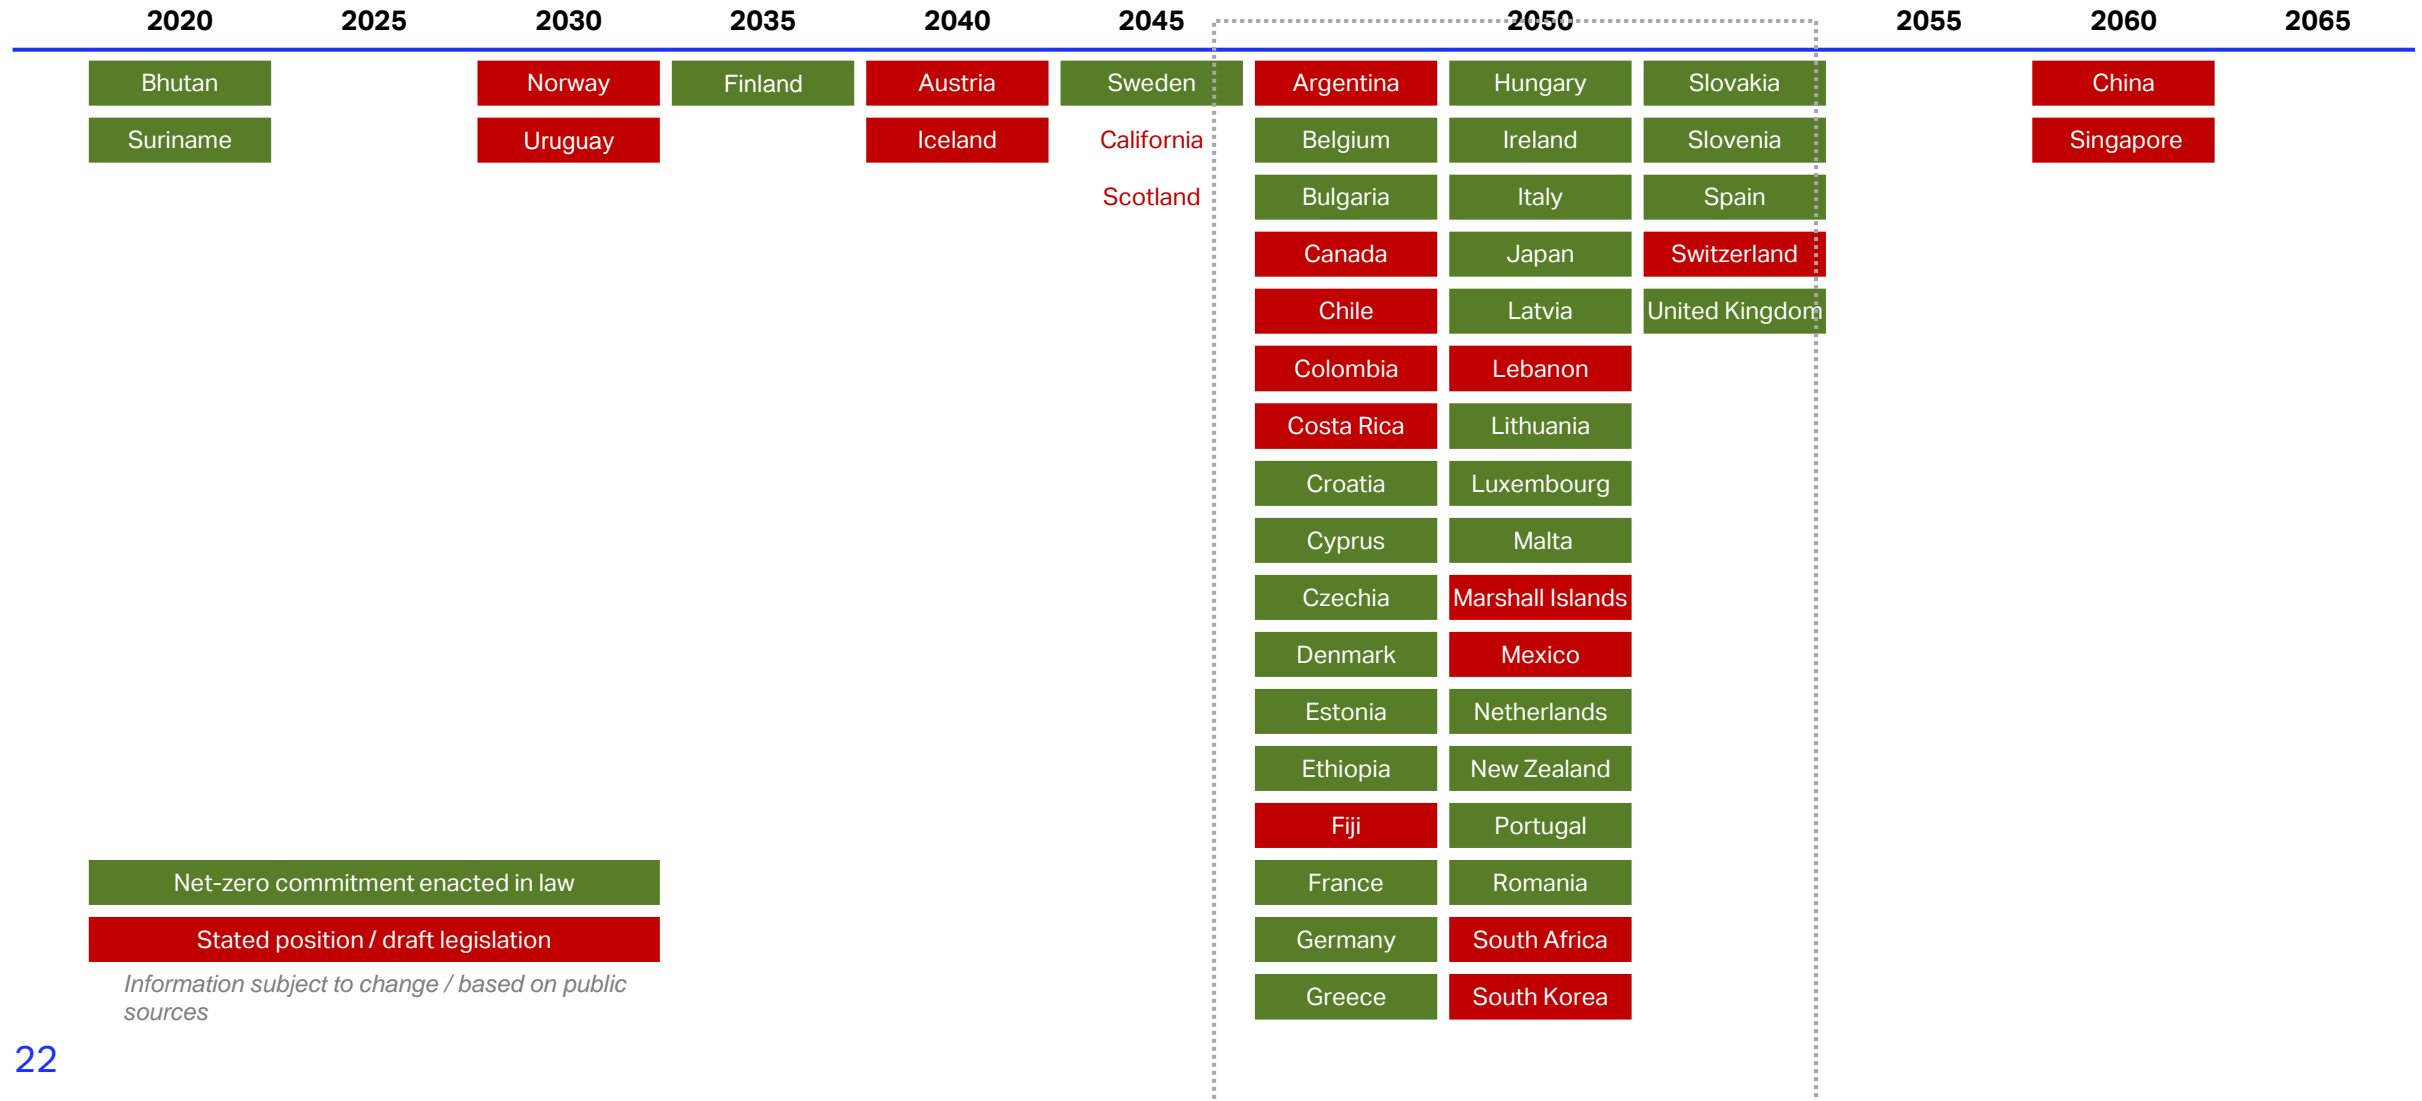 2020 2025 2030 2035 2040 2045 2050 2055 2060 2065
Bhutan Norway Finland Austria Sweden Argentina Hungary Slovakia China
Suriname Uruguay Iceland California Belgium Ireland Slovenia Singapore
Scotland Bulgaria Italy Spain
Canada Japan Switzerland
Chile Latvia United Kingdom
Colombia Lebanon
Costa Rica Lithuania
Croatia Luxembourg
Cyprus Malta
Czechia Marshall Islands
Denmark Mexico
Estonia Netherlands
Ethiopia New Zealand
Fiji Portugal
Net-zero commitment enacted in law France Romania
Stated position / draft legislation Germany South Africa
Information subject to change / based on public
sources
Greece South Korea
22